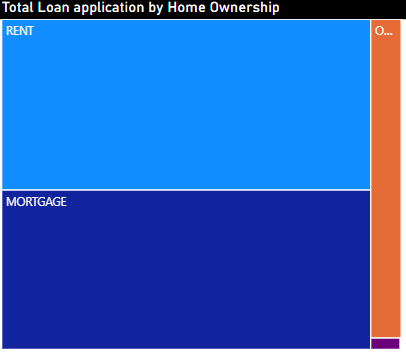 Total Loan application by Home Ownership
RENT
O...
MORTGAGE